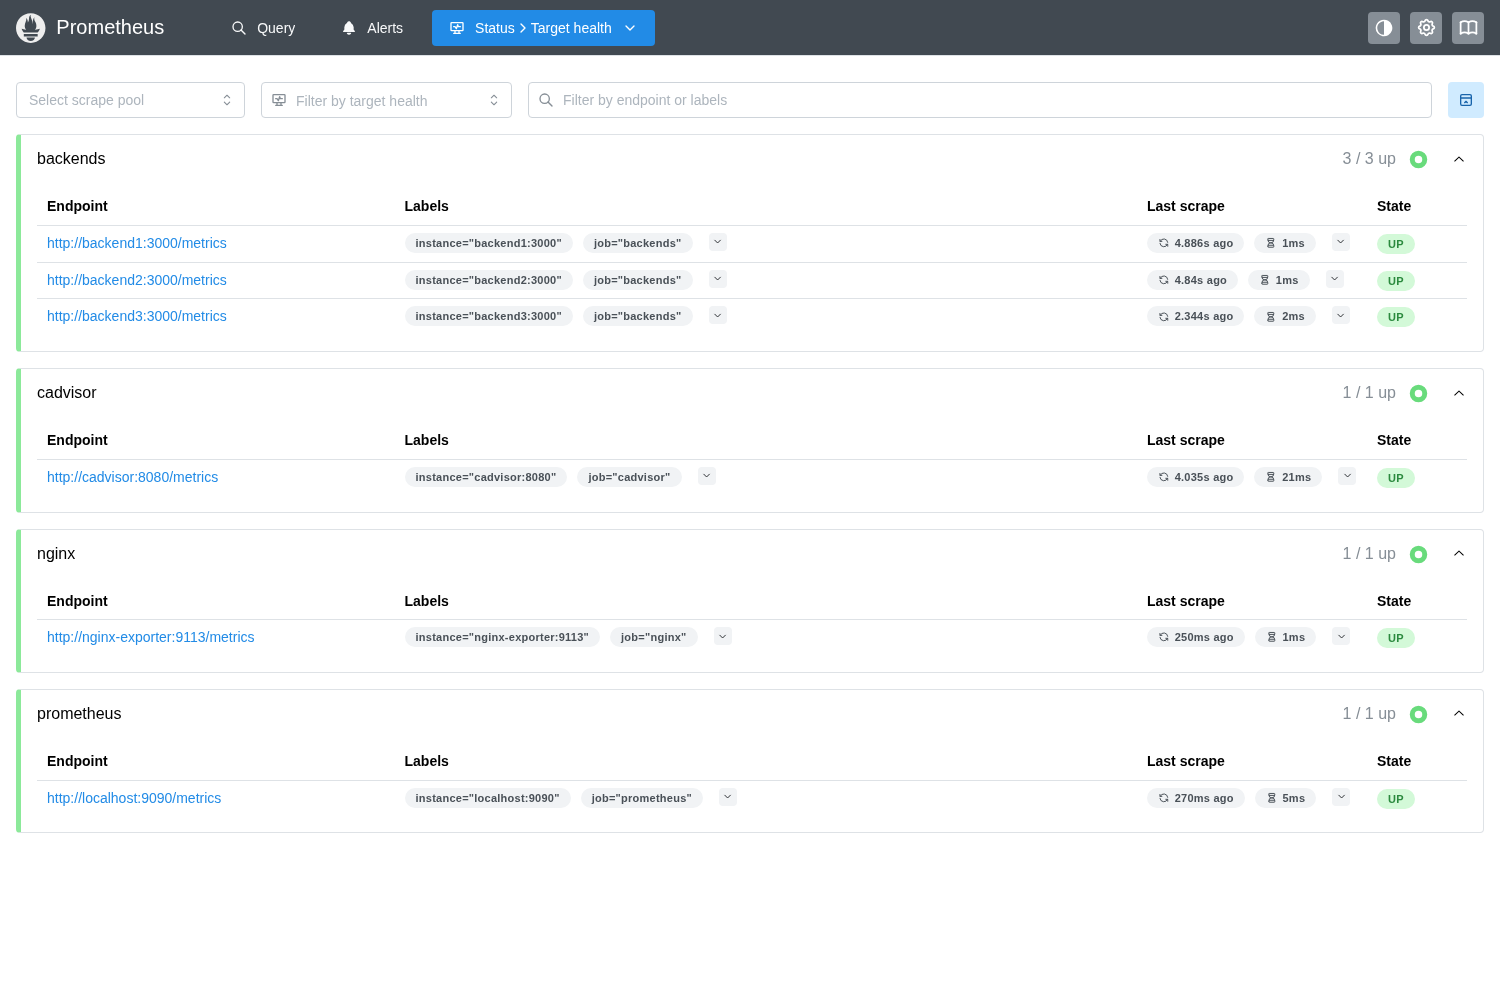 Prometheus Query Alerts Status > Target health
Select scrape pool Filter by target health Filter by endpoint or labels
backends 3 / 3 up
Endpoint Labels Last scrape State
http://backend1:3000/metrics instance="backend1:3000" job="backends" 4.886s ago 1ms UP
http://backend2:3000/metrics instance="backend2:3000" job="backends" 4.84s ago 1ms UP
http://backend3:3000/metrics instance="backend3:3000" job="backends" 2.344s ago 2ms UP
cadvisor 1 / 1 up
Endpoint Labels Last scrape State
http://cadvisor:8080/metrics instance="cadvisor:8080" job="cadvisor" 4.035s ago 21ms UP
nginx 1 / 1 up
Endpoint Labels Last scrape State
http://nginx-exporter:9113/metrics instance="nginx-exporter:9113" job="nginx" 250ms ago 1ms UP
prometheus 1 / 1 up
Endpoint Labels Last scrape State
http://localhost:9090/metrics instance="localhost:9090" job="prometheus" 270ms ago 5ms UP